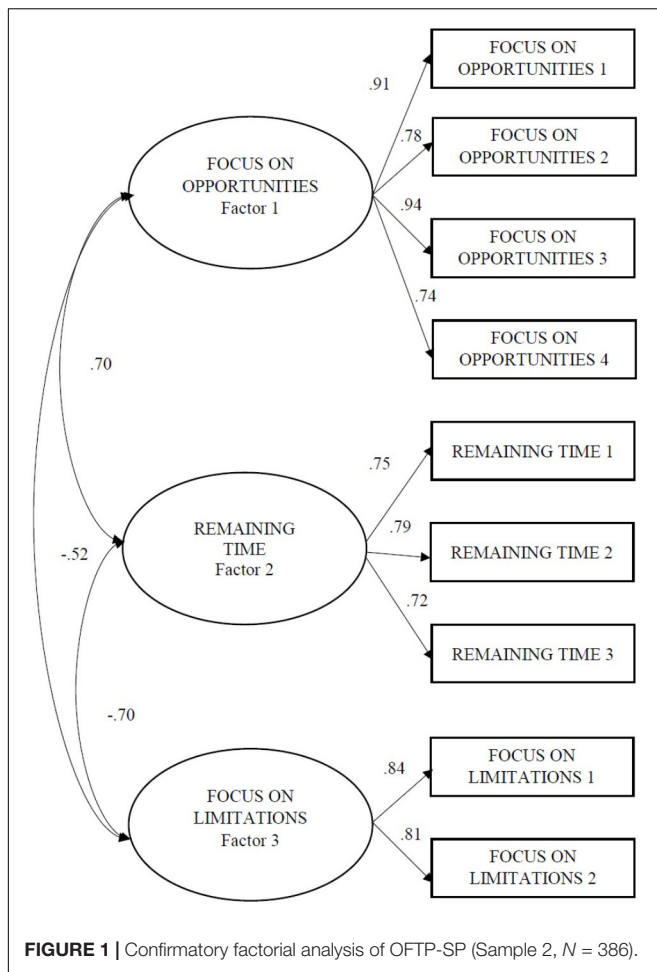 FOCUS ON
OPPORTUNITIES 1
.91
FOCUS ON
OPPORTUNITIES
Factor 1
.78
FOCUS ON
OPPORTUNITIES 2
.94
FOCUS ON
OPPORTUNITIES 3
.74
FOCUS ON
OPPORTUNITIES 4
.70
.75
REMAINING TIME 1
REMAINING
TIME
Factor 2
.79
REMAINING TIME 2
-.52
.72
REMAINING TIME 3
-.70
FOCUS ON
LIMITATIONS
Factor 3
.84
FOCUS ON
LIMITATIONS 1
.81
FOCUS ON
LIMITATIONS 2
FIGURE 1 | Confirmatory factorial analysis of OFTP-SP (Sample 2, N = 386).